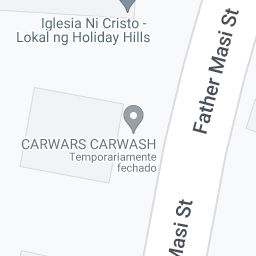 Iglesia Ni Cristo -
Lokal ng Holiday Hills
Father Masi St
CARWARS CARWASH
Temporariamente
fechado
Masi St